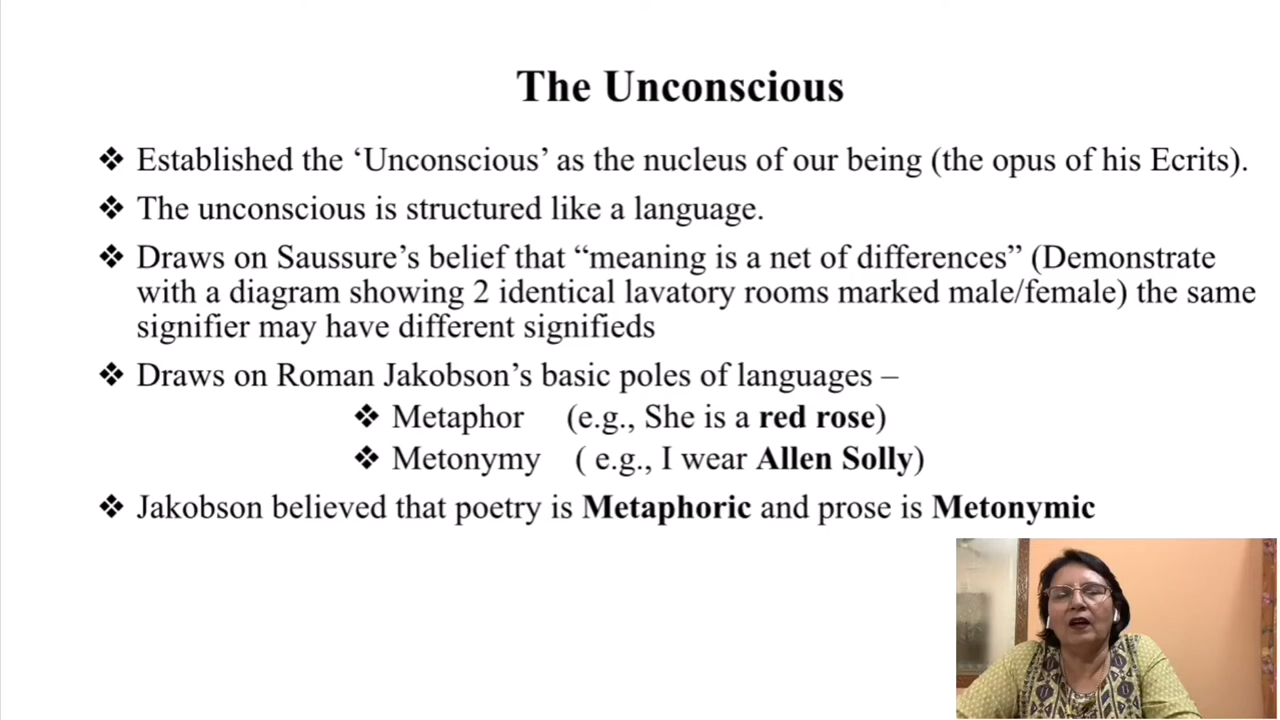 The Unconscious
❖ Established the ‘Unconscious’ as the nucleus of our being (the opus of his Ecrits).
❖ The unconscious is structured like a language.
❖ Draws on Saussure’s belief that “meaning is a net of differences” (Demonstrate
with a diagram showing 2 identical lavatory rooms marked male/female) the same
signifier may have different signifieds
❖ Draws on Roman Jakobson’s basic poles of languages –
❖ Metaphor (e.g., She is a red rose)
❖ Metonymy ( e.g., I wear Allen Solly)
❖ Jakobson believed that poetry is Metaphoric and prose is Metonymic